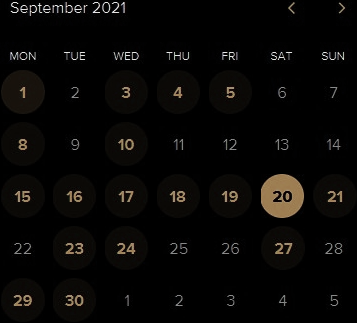 September 2021
MON TUE WED THU FRI SAT SUN
1 2 3 4 5 6 7
8 9 10 11 12 13 14
15 16 17 18 19 20 21
22 23 24 25 26 27 28
29 30 1 2 3 4 5